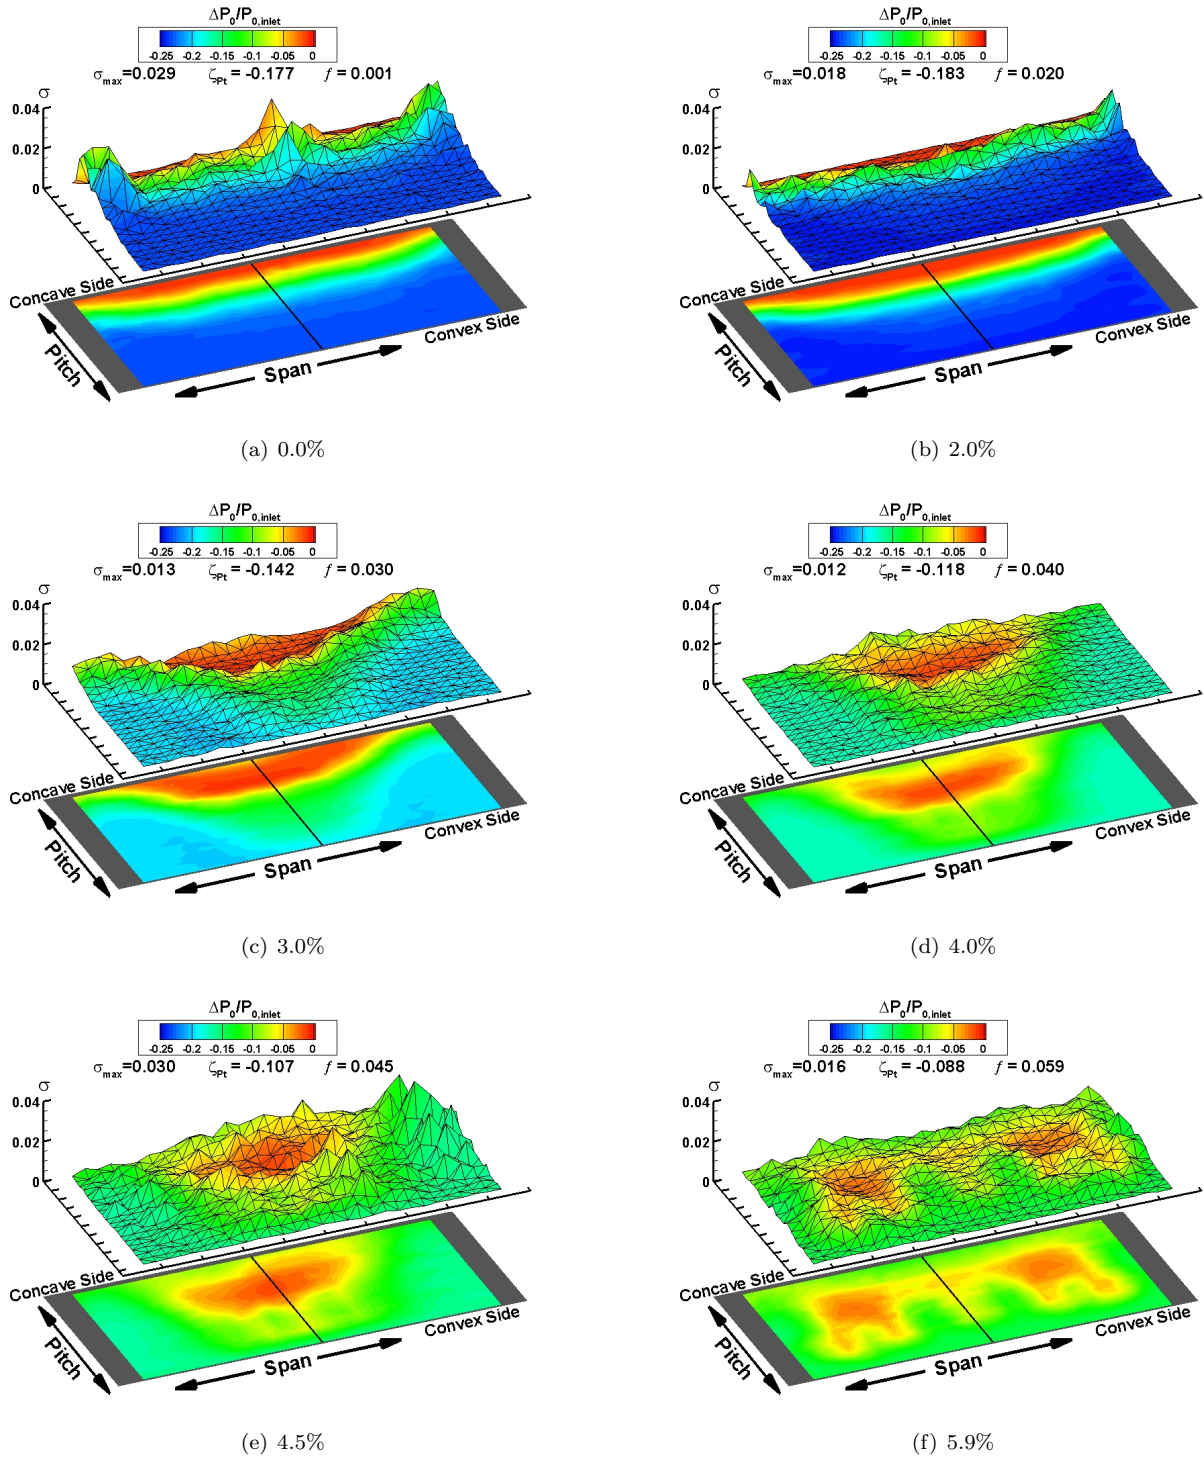 ΔP0/P0,inlet
-0.25 -0.2 -0.15 -0.1 -0.05 0
σmax=0.029 ζPt = -0.177 f = 0.001
σ
0.04
0.02
0
Concave Side
Convex Side
Pitch
Span
(a) 0.0%
ΔP0/P0,inlet
-0.25 -0.2 -0.15 -0.1 -0.05 0
σmax=0.018 ζPt = -0.183 f = 0.020
σ
0.04
0.02
0
Concave Side
Convex Side
Pitch
Span
(b) 2.0%
ΔP0/P0,inlet
-0.25 -0.2 -0.15 -0.1 -0.05 0
σmax=0.013 ζPt = -0.142 f = 0.030
σ
0.04
0.02
0
Concave Side
Convex Side
Pitch
Span
(c) 3.0%
ΔP0/P0,inlet
-0.25 -0.2 -0.15 -0.1 -0.05 0
σmax=0.012 ζPt = -0.118 f = 0.040
σ
0.04
0.02
0
Concave Side
Convex Side
Pitch
Span
(d) 4.0%
ΔP0/P0,inlet
-0.25 -0.2 -0.15 -0.1 -0.05 0
σmax=0.030 ζPt = -0.107 f = 0.045
σ
0.04
0.02
0
Concave Side
Convex Side
Pitch
Span
(e) 4.5%
ΔP0/P0,inlet
-0.25 -0.2 -0.15 -0.1 -0.05 0
σmax=0.016 ζPt = -0.088 f = 0.059
σ
0.04
0.02
0
Concave Side
Convex Side
Pitch
Span
(f) 5.9%